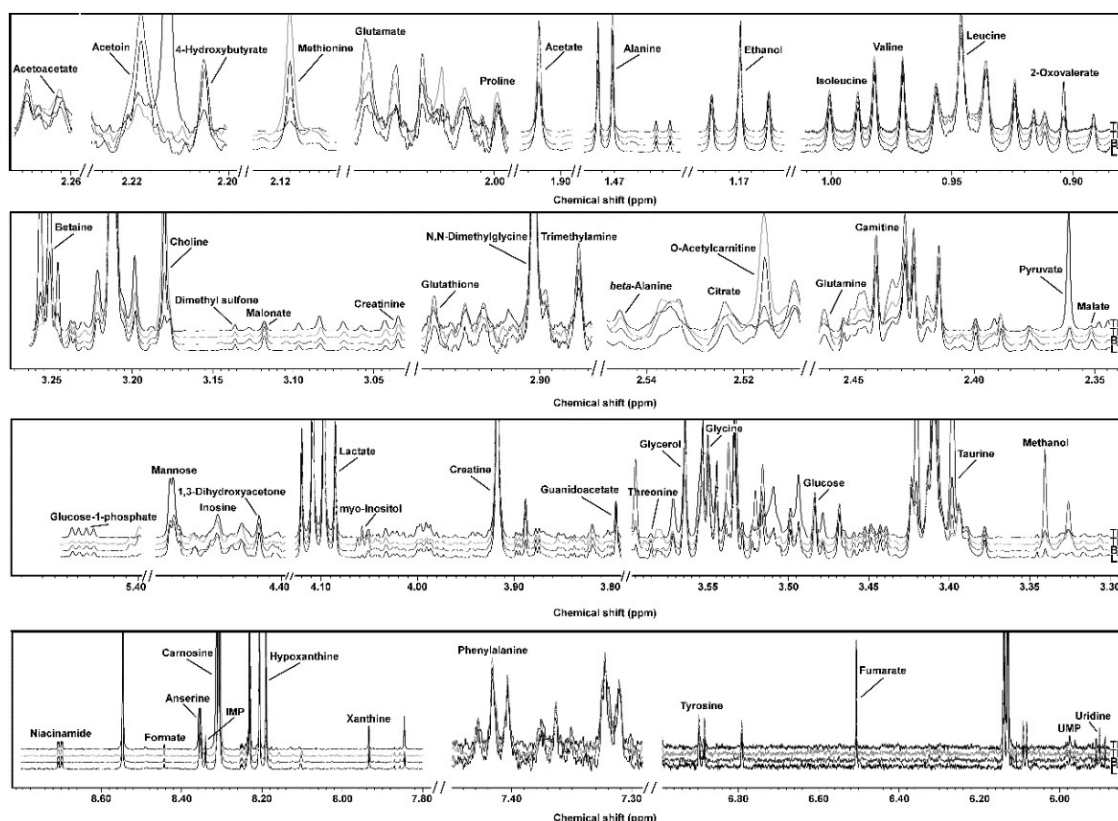 Acetoacetate Acetoin 4-Hydroxybutyrate Methionine Glutamate Proline Acetate Alanine Ethanol Isoleucine Valine Leucine 2-Oxovalerate
2.26 2.22 2.20 2.12 2.00 1.90 1.47 1.17 1.00 0.95 0.90
Chemical shift (ppm)
Betaine Choline Dimethyl sulfone Malonate Creatinine Glutathione N,N-Dimethylglycine Trimethylamine beta-Alanine Citrate O-Acetylcarnitine Glutamine Carnitine Pyruvate Malate
3.25 3.20 3.15 3.10 3.05 2.90 2.54 2.52 2.45 2.40 2.35
Chemical shift (ppm)
Glucose-1-phosphate Mannose Inosine 1,3-Dihydroxyacetone Lactate myo-Inositol Creatine Guanidoacetate Threonine Glycerol Glycine Glucose Taurine Methanol
5.40 4.40 4.10 4.00 3.90 3.80 3.55 3.50 3.45 3.40 3.35 3.30
Chemical shift (ppm)
Niacinamide Formate Anserine Carnosine IMP Hypoxanthine Xanthine Phenylalanine Tyrosine Fumarate UMP Uridine
8.60 8.40 8.20 8.00 7.80 7.40 7.30 6.80 6.60 6.40 6.20 6.00
Chemical shift (ppm)